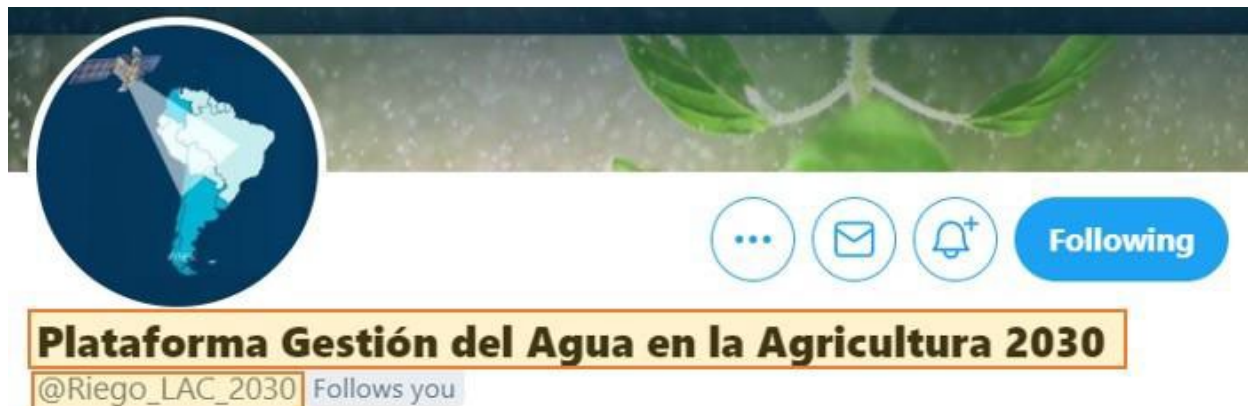 Following
Plataforma Gestión del Agua en la Agricultura 2030
@Riego_LAC_2030 Follows you